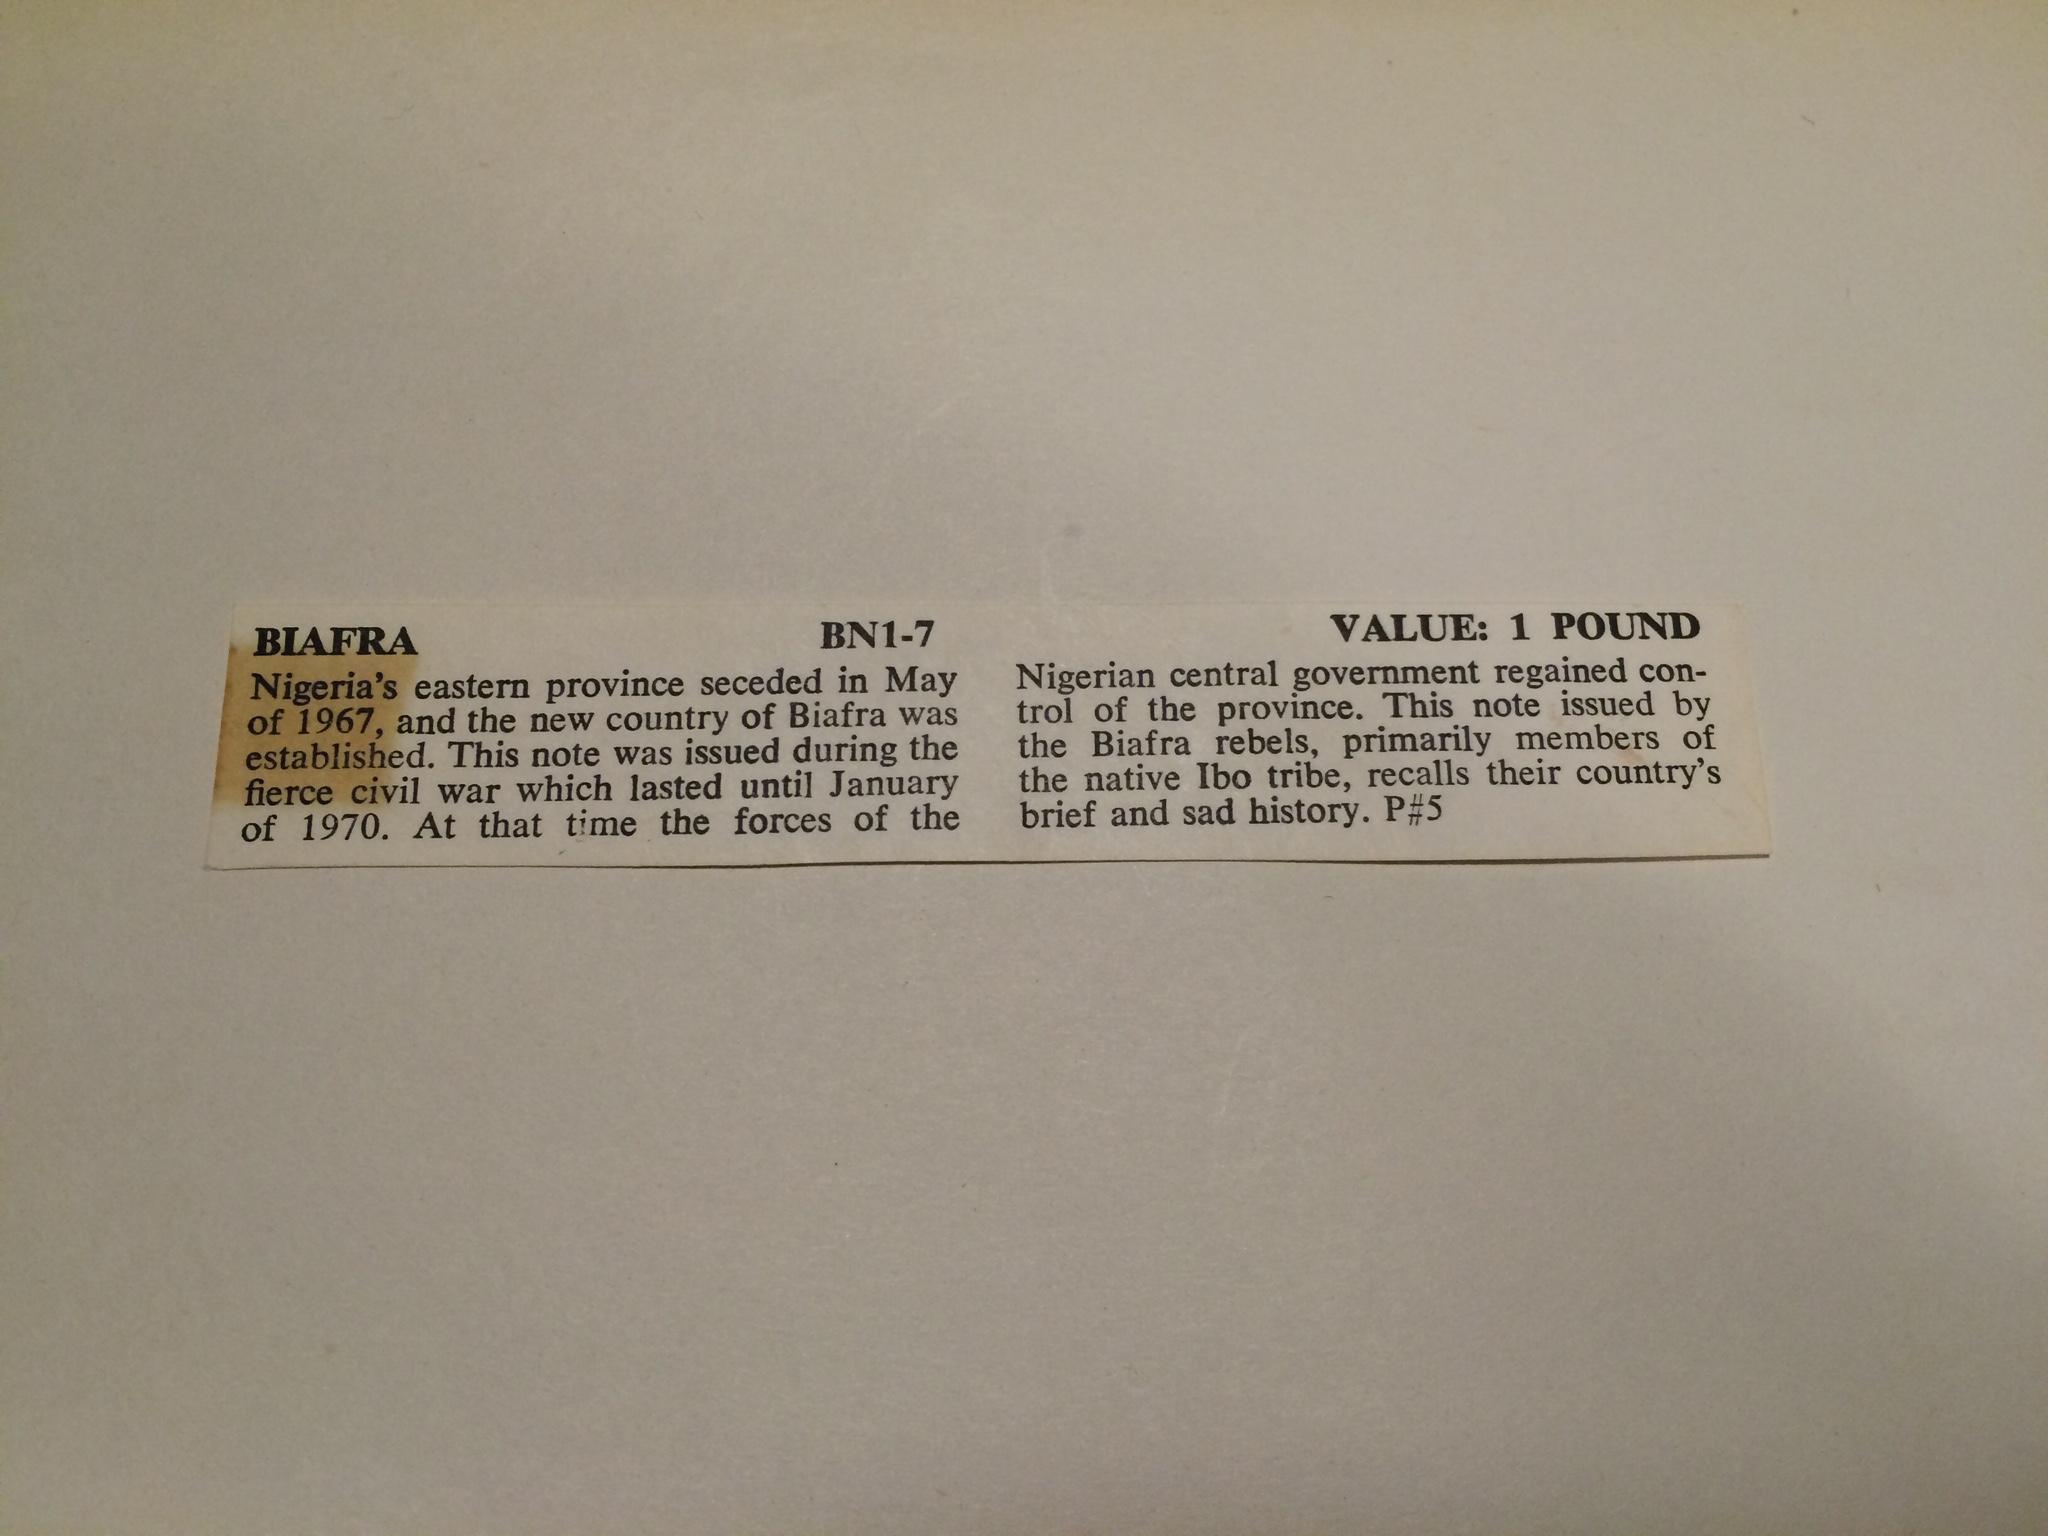 BIAFRA BN1-7 VALUE: 1 POUND
Nigeria's eastern province seceded in May
of 1967, and the new country of Biafra was
established. This note was issued during the
fierce civil war which lasted until January
of 1970. At that time the forces of the
Nigerian central government regained con-
trol of the province. This note issued by
the Biafra rebels, primarily members of
the native Ibo tribe, recalls their country's
brief and sad history. P#5